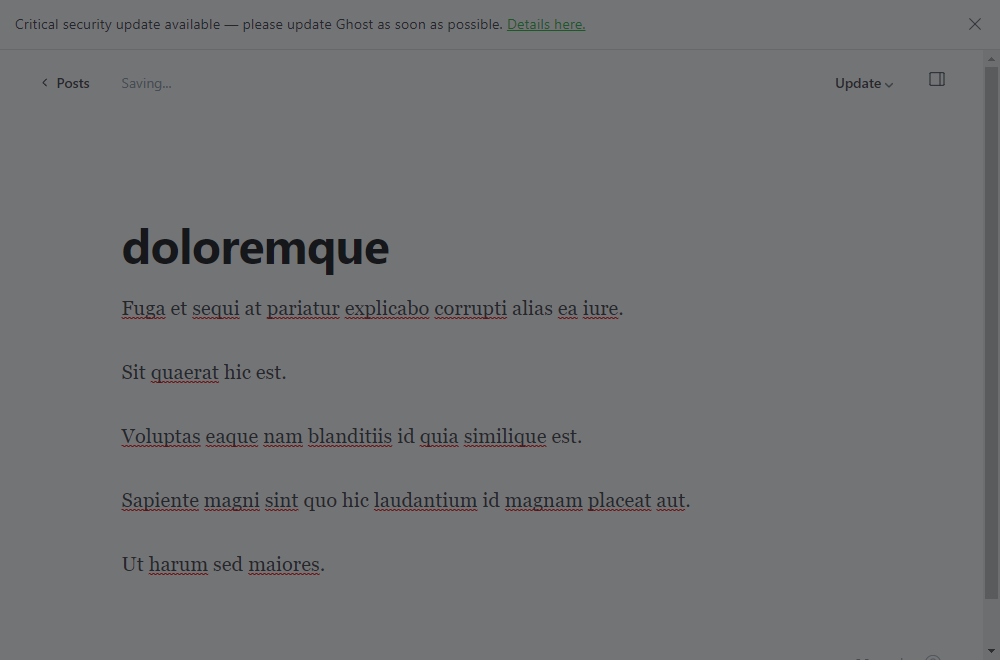 Critical security update available — please update Ghost as soon as possible. Details here.
Posts
Saving...
Update
doloremque
Fuga et sequi at pariatur explicabo corrupti alias ea iure.
Sit quaerat hic est.
Voluptas eaque nam blanditiis id quia similique est.
Sapiente magni sint quo hic laudantium id magnam placeat aut.
Ut harum sed maiores.